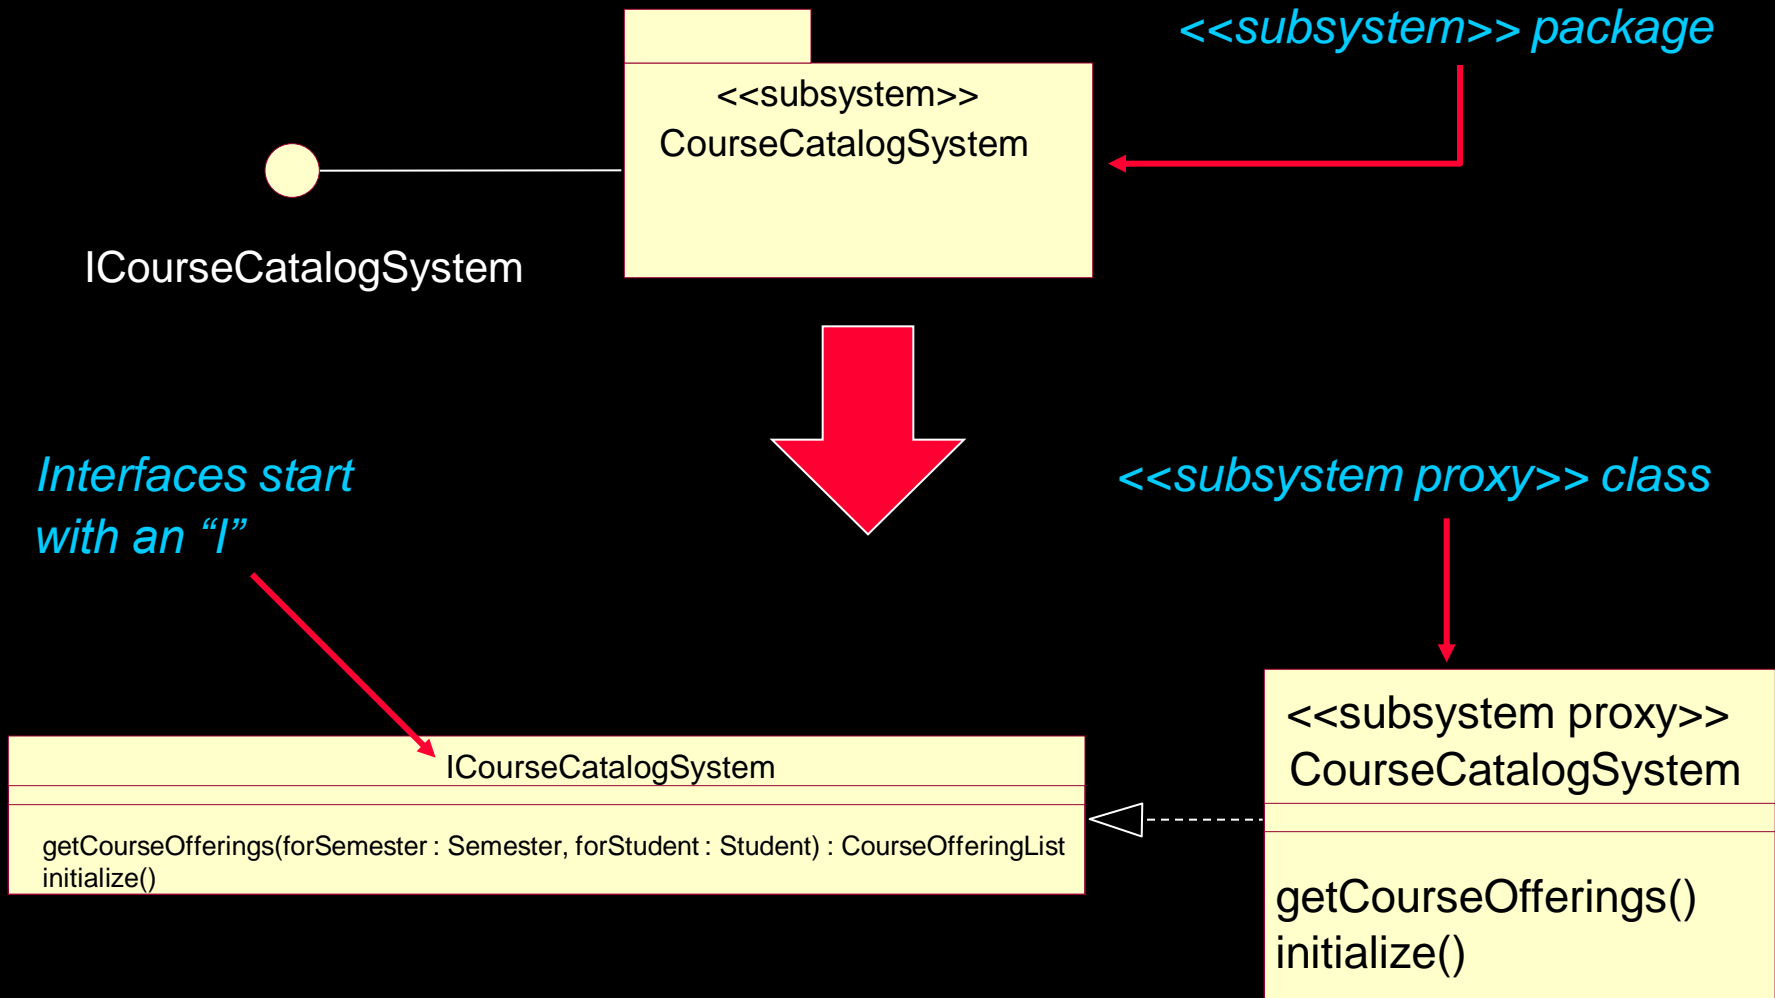 <<subsystem>> package
<<subsystem>>
CourseCatalogSystem
ICourseCatalogSystem
Interfaces start
with an “I”
<<subsystem proxy>> class
ICourseCatalogSystem
getCourseOfferings(forSemester : Semester, forStudent : Student) : CourseOfferingList
initialize()
<<subsystem proxy>>
CourseCatalogSystem
getCourseOfferings()
initialize()